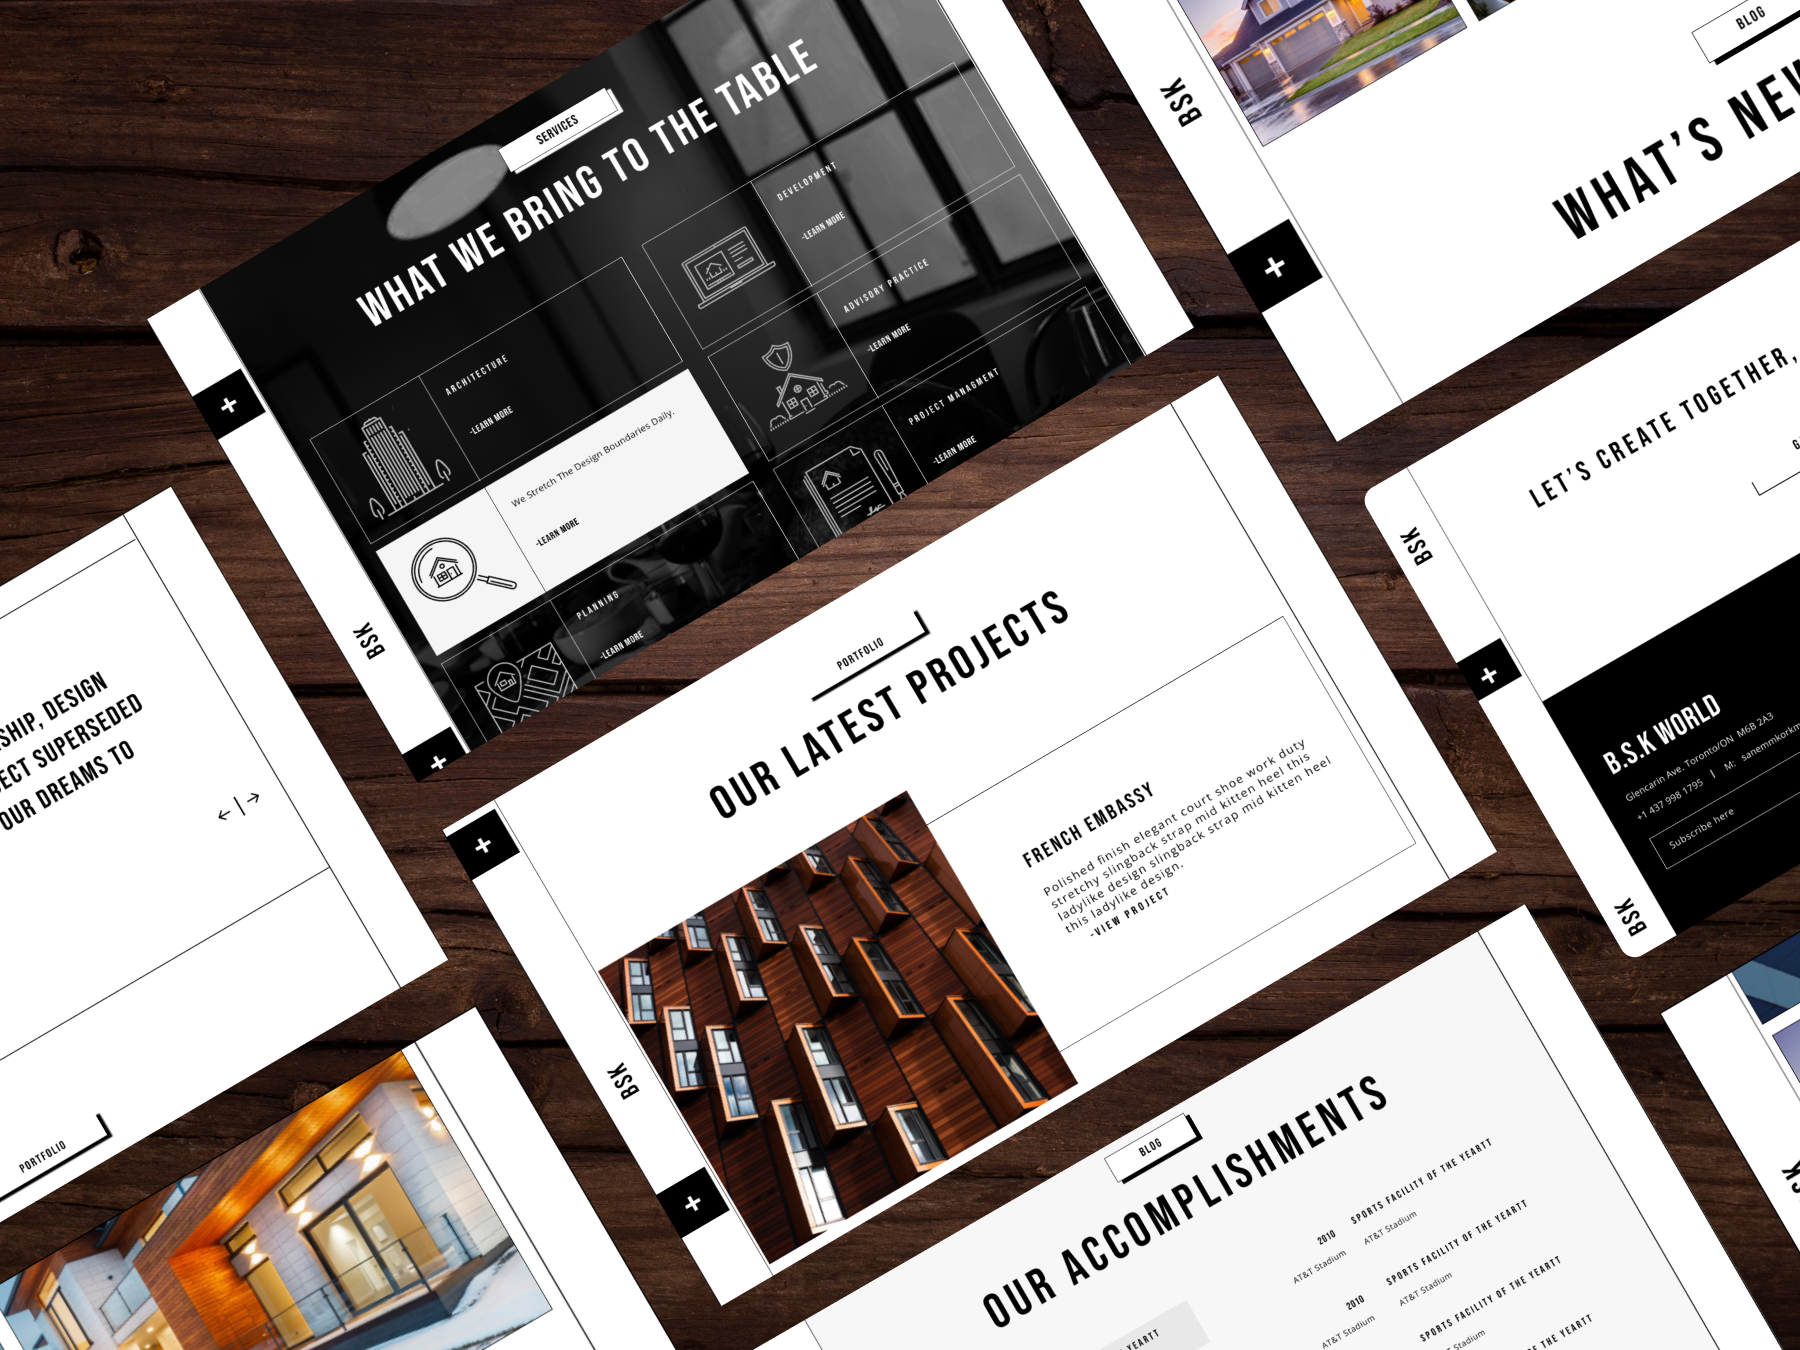 SERVICES
WHAT WE BRING TO THE TABLE
ARCHITECTURE
-LEARN MORE
We Stretch The Design Boundaries Daily.
-LEARN MORE
PLANNING
-LEARN MORE
DEVELOPMENT
-LEARN MORE
ADVISORY PRACTICE
-LEARN MORE
PROJECT MANAGMENT
-LEARN MORE
+
BSK
+
BSK
+
BLOG
WHAT'S NEW
LET'S CREATE TOGETHER,
BSK
+
B.S.K WORLD
Glencarin Ave. Toronto/ON M6B 2A3
+1 437 998 1795 | M: sanemmkorkm
Subscribe here
BSK
SHIP, DESIGN
ECT SUPERSEDED
OUR DREAMS TO
← | →
PORTFOLIO
+
PORTFOLIO
OUR LATEST PROJECTS
FRENCH EMBASSY
Polished finish elegant court shoe work duty
stretchy slingback strap mid kitten heel this
ladylike design slingback strap mid kitten heel
this ladylike design.
-VIEW PROJECT
BSK
+
BLOG
OUR ACCOMPLISHMENTS
2010 SPORTS FACILITY OF THE YEARTT
AT&T Stadium AT&T Stadium
2010 SPORTS FACILITY OF THE YEARTT
AT&T Stadium AT&T Stadium
SPORTS FACILITY OF THE YEARTT
AT&T Stadium
OF THE YEARTT
YEARTT